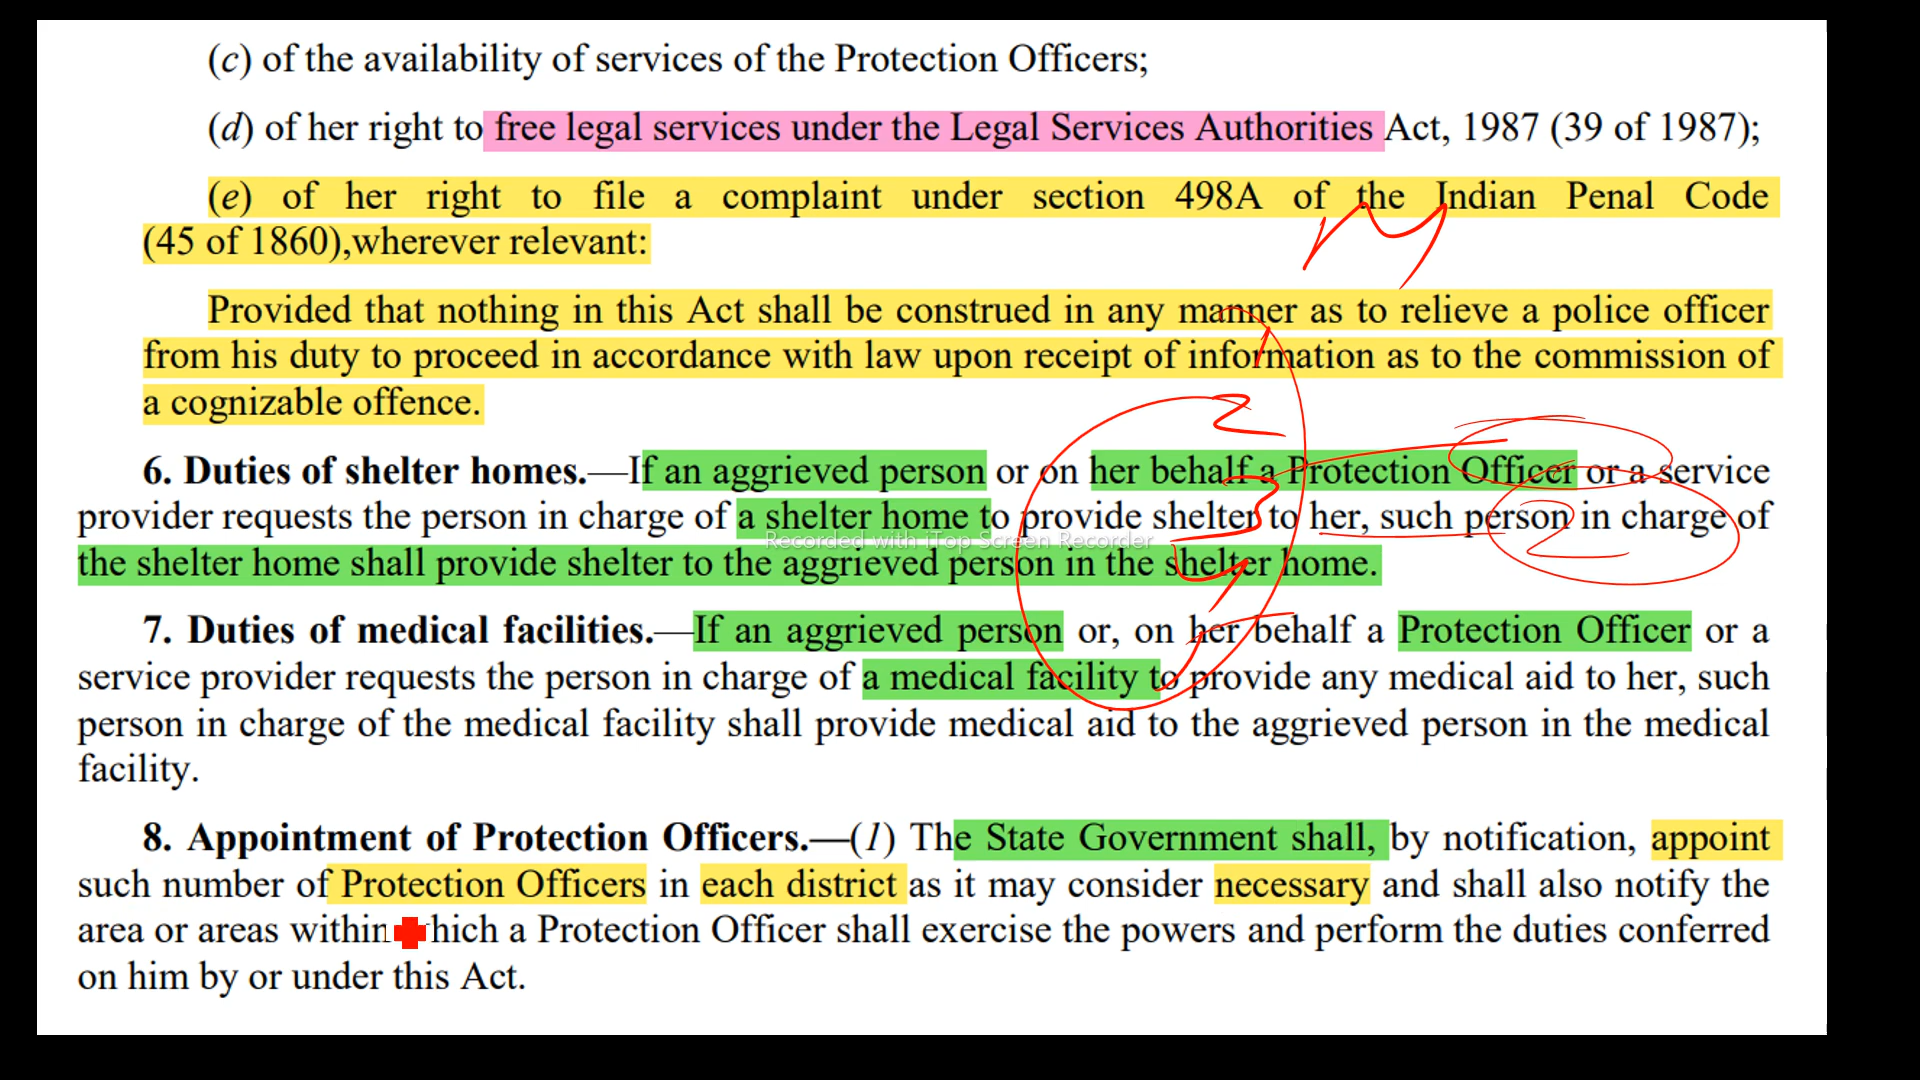 (c) of the availability of services of the Protection Officers;
(d) of her right to free legal services under the Legal Services Authorities Act, 1987 (39 of 1987);
(e) of her right to file a complaint under section 498A of the Indian Penal Code
(45 of 1860),wherever relevant:
Provided that nothing in this Act shall be construed in any manner as to relieve a police officer
from his duty to proceed in accordance with law upon receipt of information as to the commission of
a cognizable offence.
6. Duties of shelter homes.—If an aggrieved person or on her behalf a Protection Officer or a service
provider requests the person in charge of a shelter home to provide shelter to her, such person in charge of
Recorded with iTop Screen Recorder
the shelter home shall provide shelter to the aggrieved person in the shelter home.
7. Duties of medical facilities.—If an aggrieved person or, on her behalf a Protection Officer or a
service provider requests the person in charge of a medical facility to provide any medical aid to her, such
person in charge of the medical facility shall provide medical aid to the aggrieved person in the medical
facility.
8. Appointment of Protection Officers.—(1) The State Government shall, by notification, appoint
such number of Protection Officers in each district as it may consider necessary and shall also notify the
area or areas within which a Protection Officer shall exercise the powers and perform the duties conferred
on him by or under this Act.
1
2
3
4
5
2